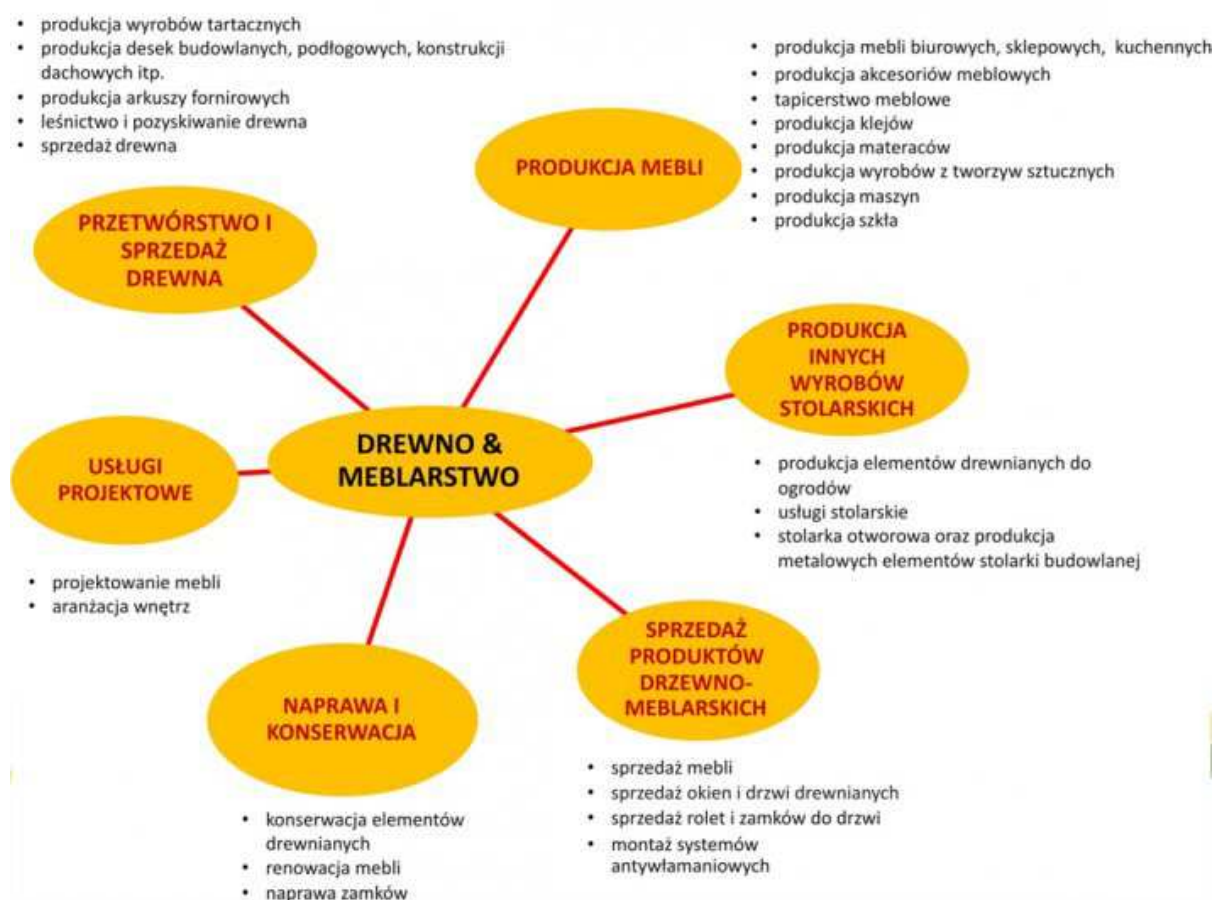 • produkcja wyrobów tartacznych
• produkcja desek budowlanych, podłogowych, konstrukcji
dachowych itp.
• produkcja arkuszy fornirowych
• leśnictwo i pozyskiwanie drewna
• sprzedaż drewna
PRZETWÓRSTWO I
SPRZEDAŻ
DREWNA
PRODUKCJA MEBLI
• produkcja mebli biurowych, sklepowych, kuchennych
• produkcja akcesoriów meblowych
• tapicerstwo meblowe
• produkcja klejów
• produkcja materaców
• produkcja wyrobów z tworzyw sztucznych
• produkcja maszyn
• produkcja szkła
PRODUKCJA
INNYCH
WYROBÓW
STOLARSKICH
• produkcja elementów drewnianych do
ogrodów
• usługi stolarskie
• stolarka otworowa oraz produkcja
metalowych elementów stolarki budowlanej
DREWNO &
MEBLARSTWO
USŁUGI
PROJEKTOWE
• projektowanie mebli
• aranżacja wnętrz
NAPRAWA I
KONSERWACJA
• konserwacja elementów
drewnianych
• renowacja mebli
• naprawa zamków
SPRZEDAŻ
PRODUKTÓW
DRZEWNO-
MEBLARSKICH
• sprzedaż mebli
• sprzedaż okien i drzwi drewnianych
• sprzedaż rolet i zamków do drzwi
• montaż systemów
antywłamaniowych